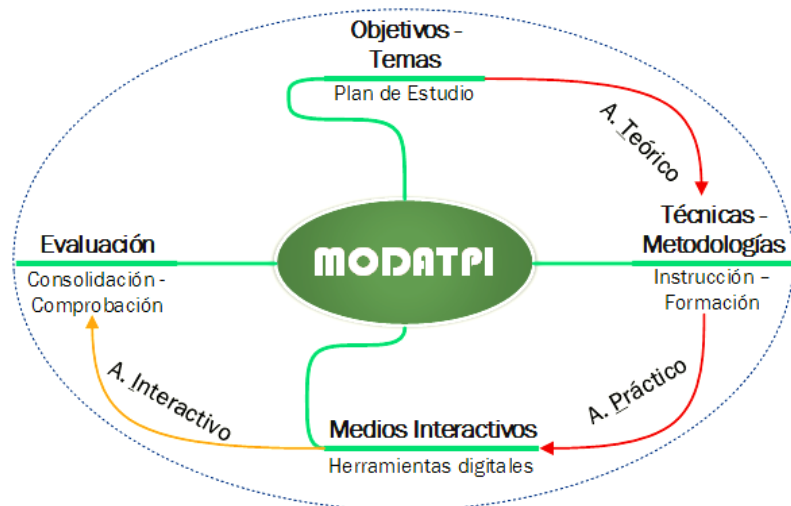 Objetivos -
Temas
Plan de Estudio
A. Teórico
Técnicas -
Metodologías
Instrucción –
Formación
MODATPI
Evaluación
Consolidación -
Comprobación
A. Práctico
A. Interactivo
Medios Interactivos
Herramientas digitales